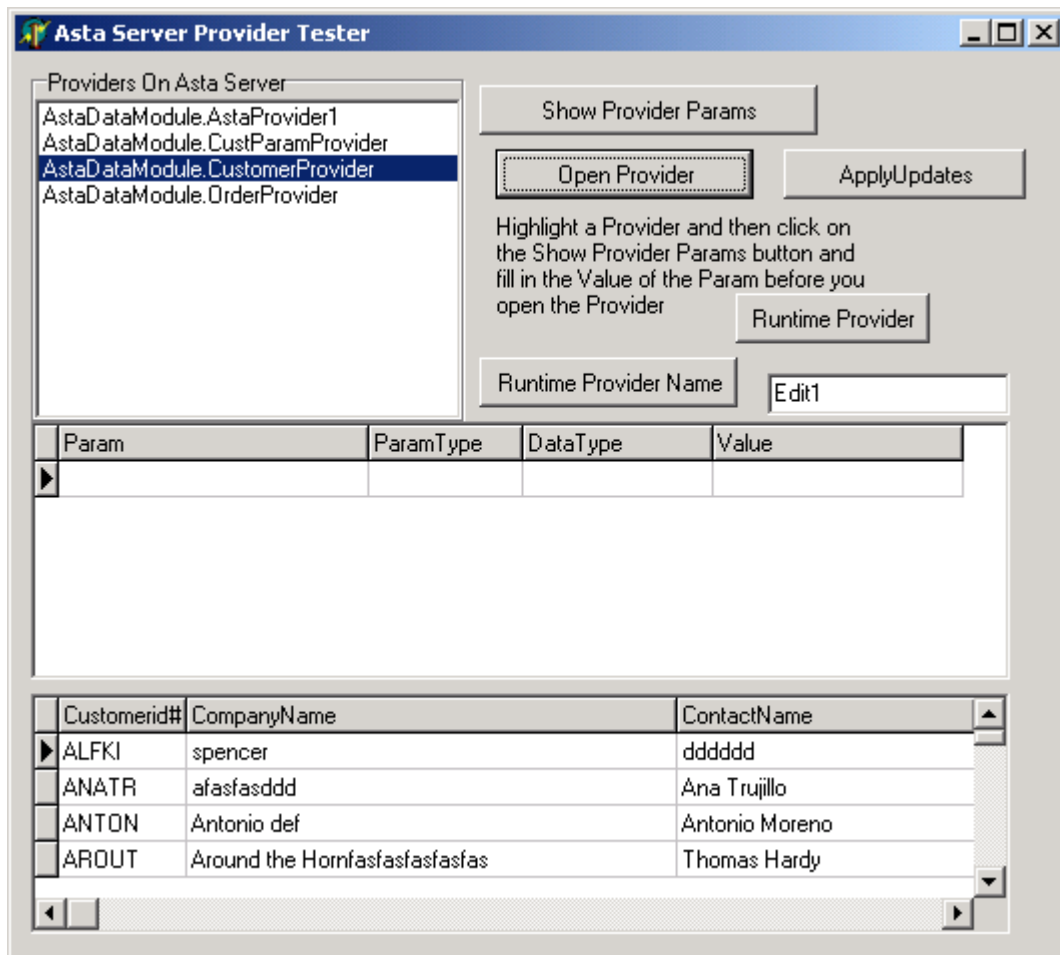 Asta Server Provider Tester
Providers On Asta Server
AstaDataModule.AstaProvider1
AstaDataModule.CustParamProvider
AstaDataModule.CustomerProvider
AstaDataModule.OrderProvider
Show Provider Params
Open Provider
ApplyUpdates
Highlight a Provider and then click on
the Show Provider Params button and
fill in the Value of the Param before you
open the Provider
Runtime Provider
Runtime Provider Name
Edit1
Param ParamType DataType Value
Customerid# CompanyName ContactName
ALFKI spencer dddddd
ANATR afasfasddd Ana Trujillo
ANTON Antonio def Antonio Moreno
AROUT Around the Hornfasfasfasfasfas Thomas Hardy